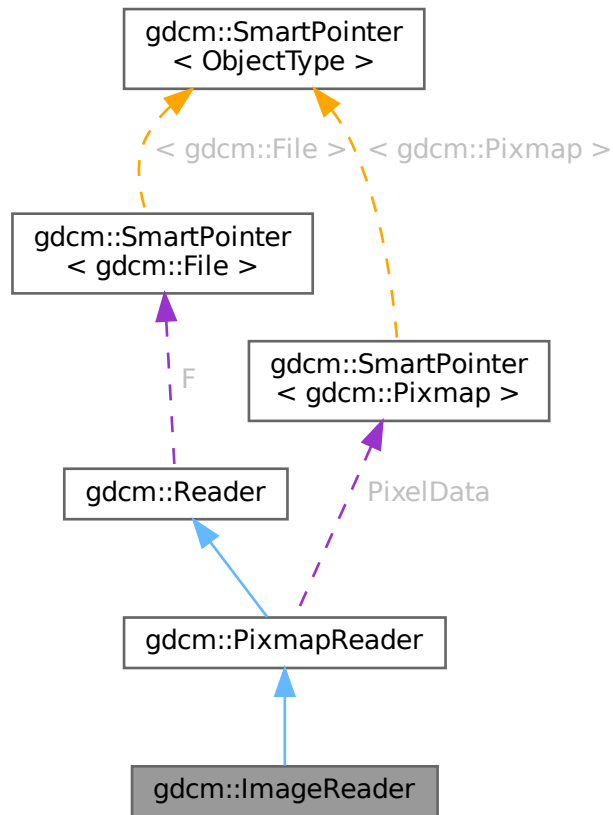 gdcm::SmartPointer
< ObjectType >
< gdcm::File >
< gdcm::Pixmap >
gdcm::SmartPointer
< gdcm::File >
gdcm::SmartPointer
< gdcm::Pixmap >
F
gdcm::Reader
PixelData
gdcm::PixmapReader
gdcm::ImageReader